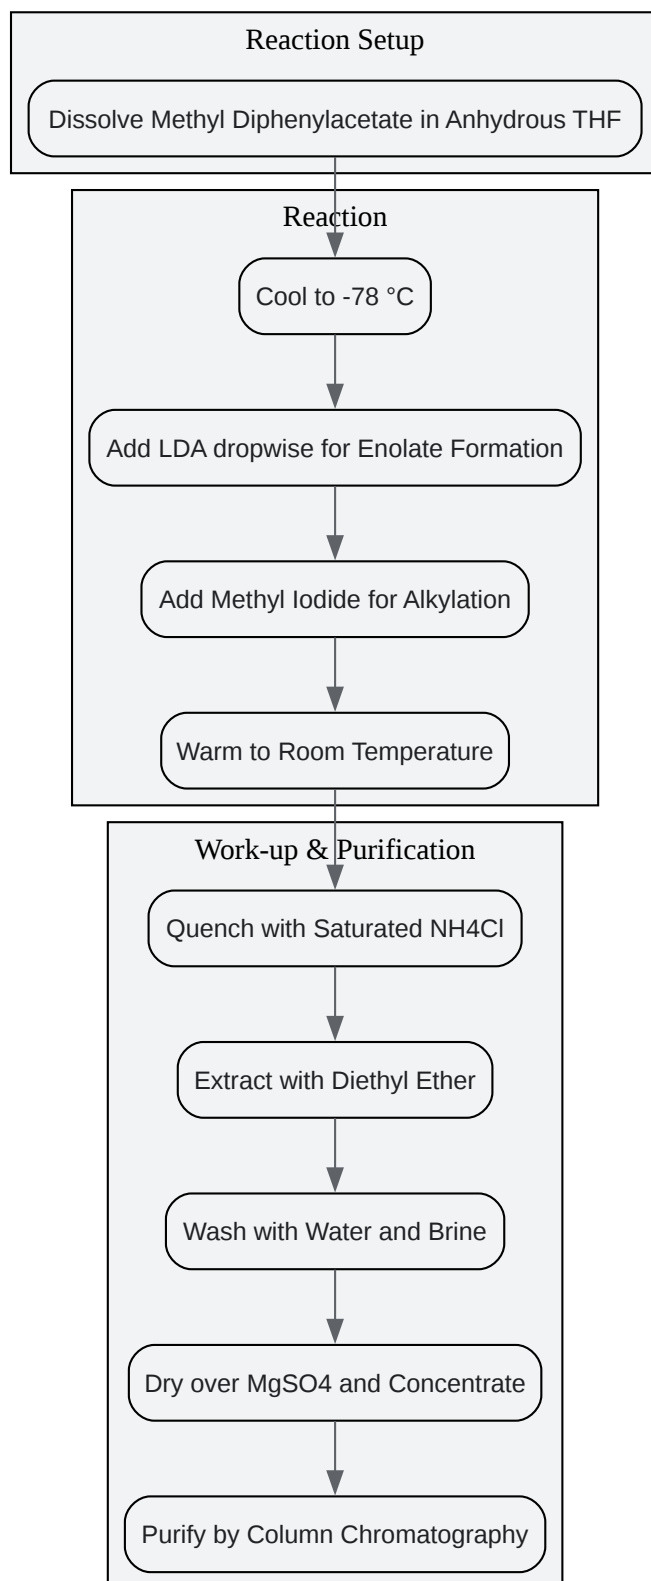 Reaction Setup
Dissolve Methyl Diphenylacetate in Anhydrous THF
Reaction
Cool to -78 °C
Add LDA dropwise for Enolate Formation
Add Methyl Iodide for Alkylation
Warm to Room Temperature
Work-up & Purification
Quench with Saturated NH4Cl
Extract with Diethyl Ether
Wash with Water and Brine
Dry over MgSO4 and Concentrate
Purify by Column Chromatography